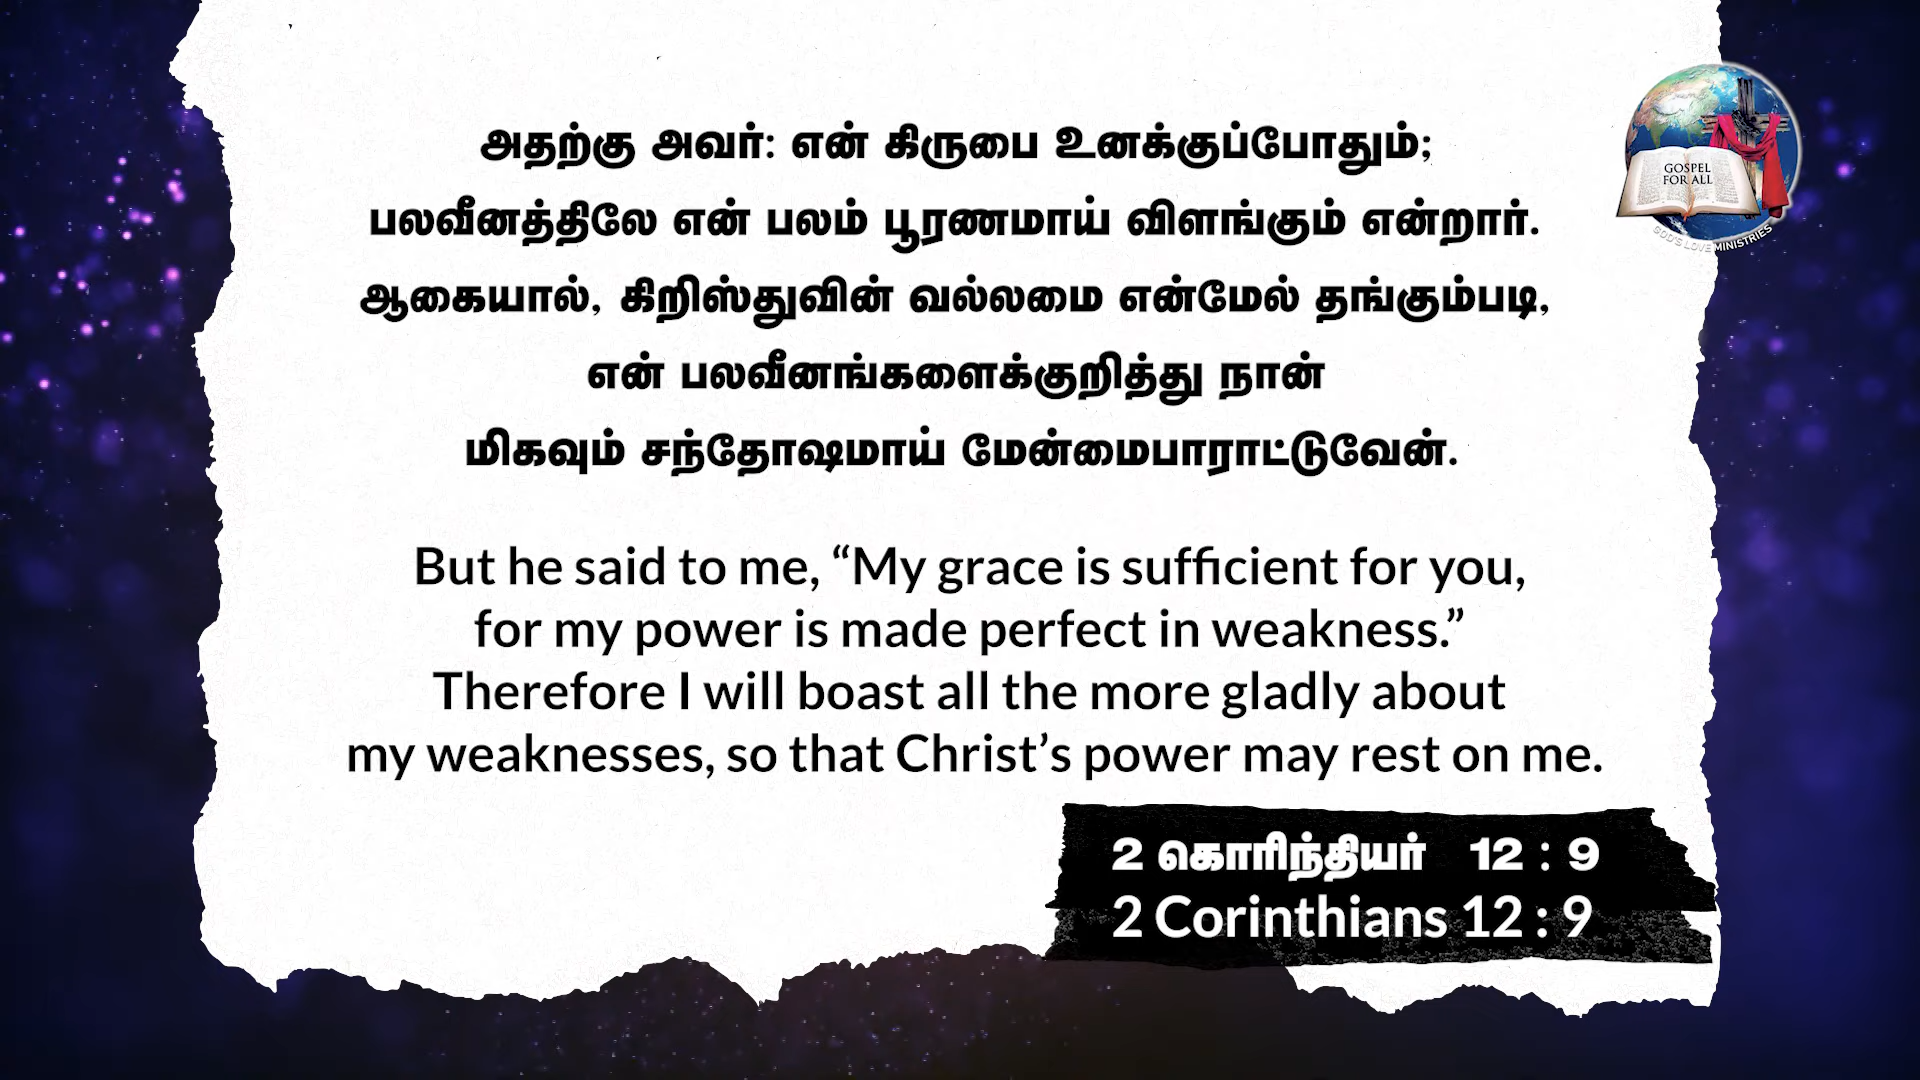 அதற்கு அவர்: என் கிருபை உனக்குப்போதும்;
பலவீனத்திலே என் பலம் பூரணமாய் விளங்கும் என்றார்.
ஆகையால், கிறிஸ்துவின் வல்லமை என்மேல் தங்கும்படி,
என் பலவீனங்களைக்குறித்து நான்
மிகவும் சந்தோஷமாய் மேன்மைபாராட்டுவேன்.
But he said to me, “My grace is sufficient for you,
for my power is made perfect in weakness.”
Therefore I will boast all the more gladly about
my weaknesses, so that Christ’s power may rest on me.
2 கொரிந்தியர் 12 : 9
2 Corinthians 12 : 9
GOSPEL
FOR ALL
GOD'S LOVE MINISTRIES